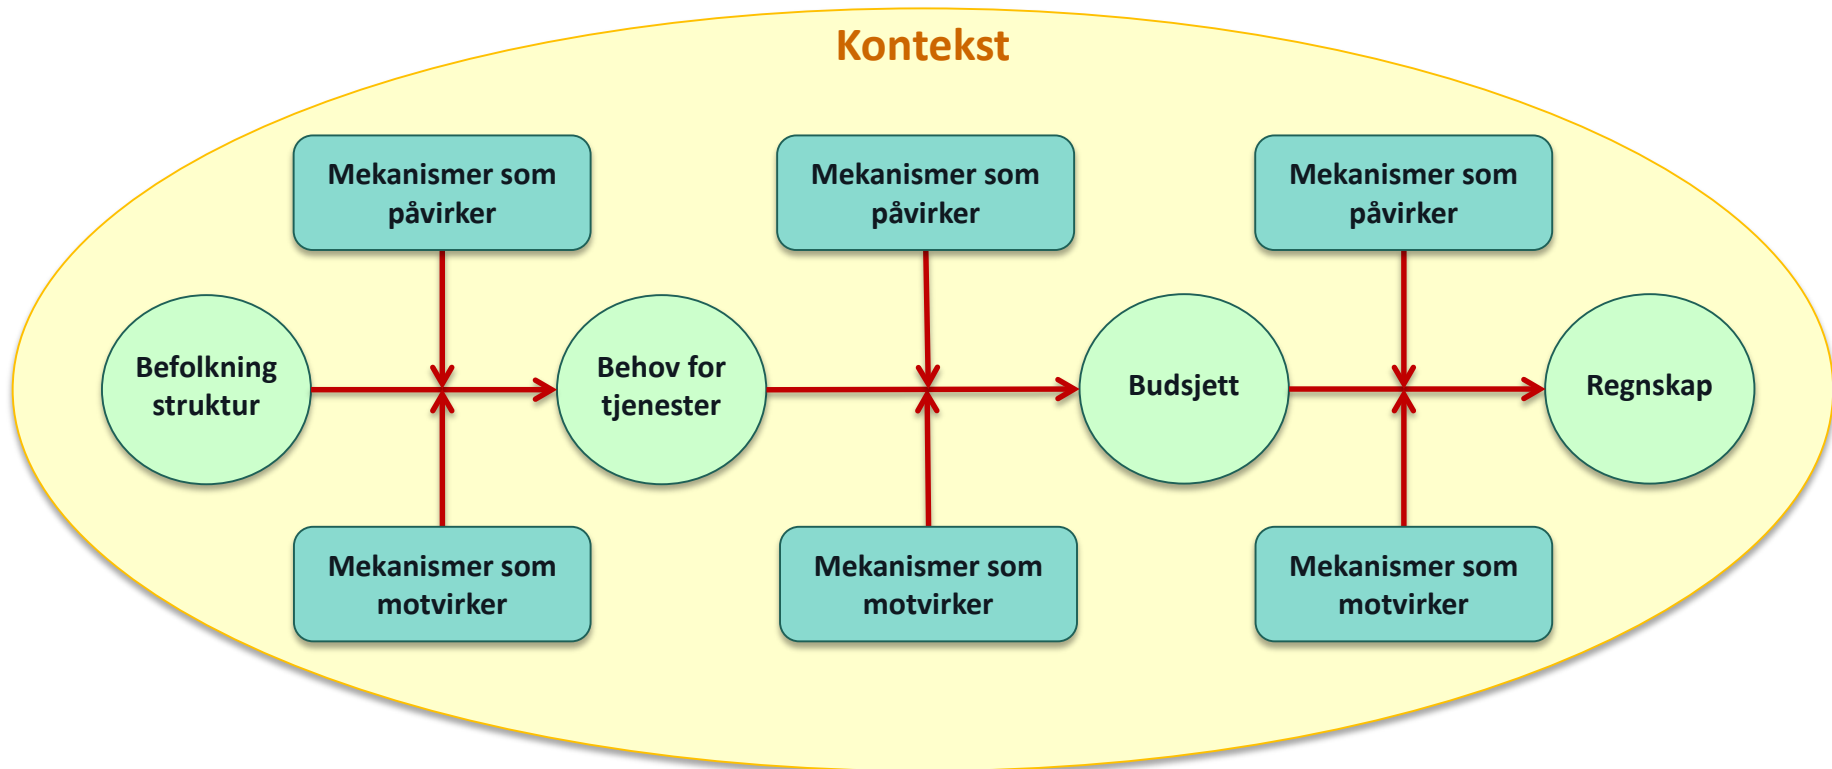 Kontekst
Mekanismer som
påvirker
Mekanismer som
påvirker
Mekanismer som
påvirker
Befolkning
struktur
Behov for
tjenester
Budsjett
Regnskap
Mekanismer som
motvirker
Mekanismer som
motvirker
Mekanismer som
motvirker